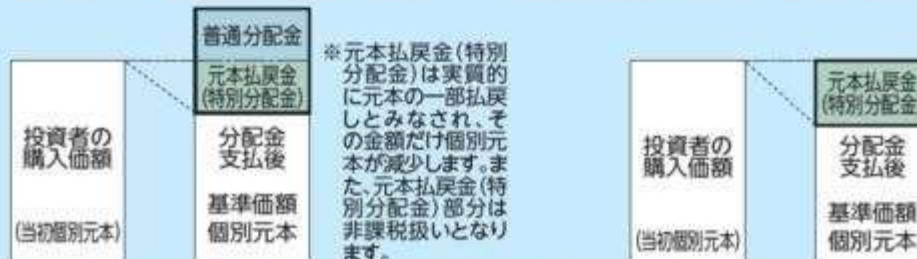 普通分配金
元本払戻金
(特別分配金)
投資者の
購入価額
(当初個別元本)
分配金
支払後
基準価額
個別元本
※元本払戻金(特別
分配金)は実質的
に元本の一部払戻
しとみなされ、そ
の金額だけ個別元
本が減少します。ま
た、元本払戻金(特
別分配金)部分は
非課税扱いとなり
ます。
元本払戻金
(特別分配金
投資者の
購入価額
(当初個別元本)
分配金
支払後
基準価額
個別元本